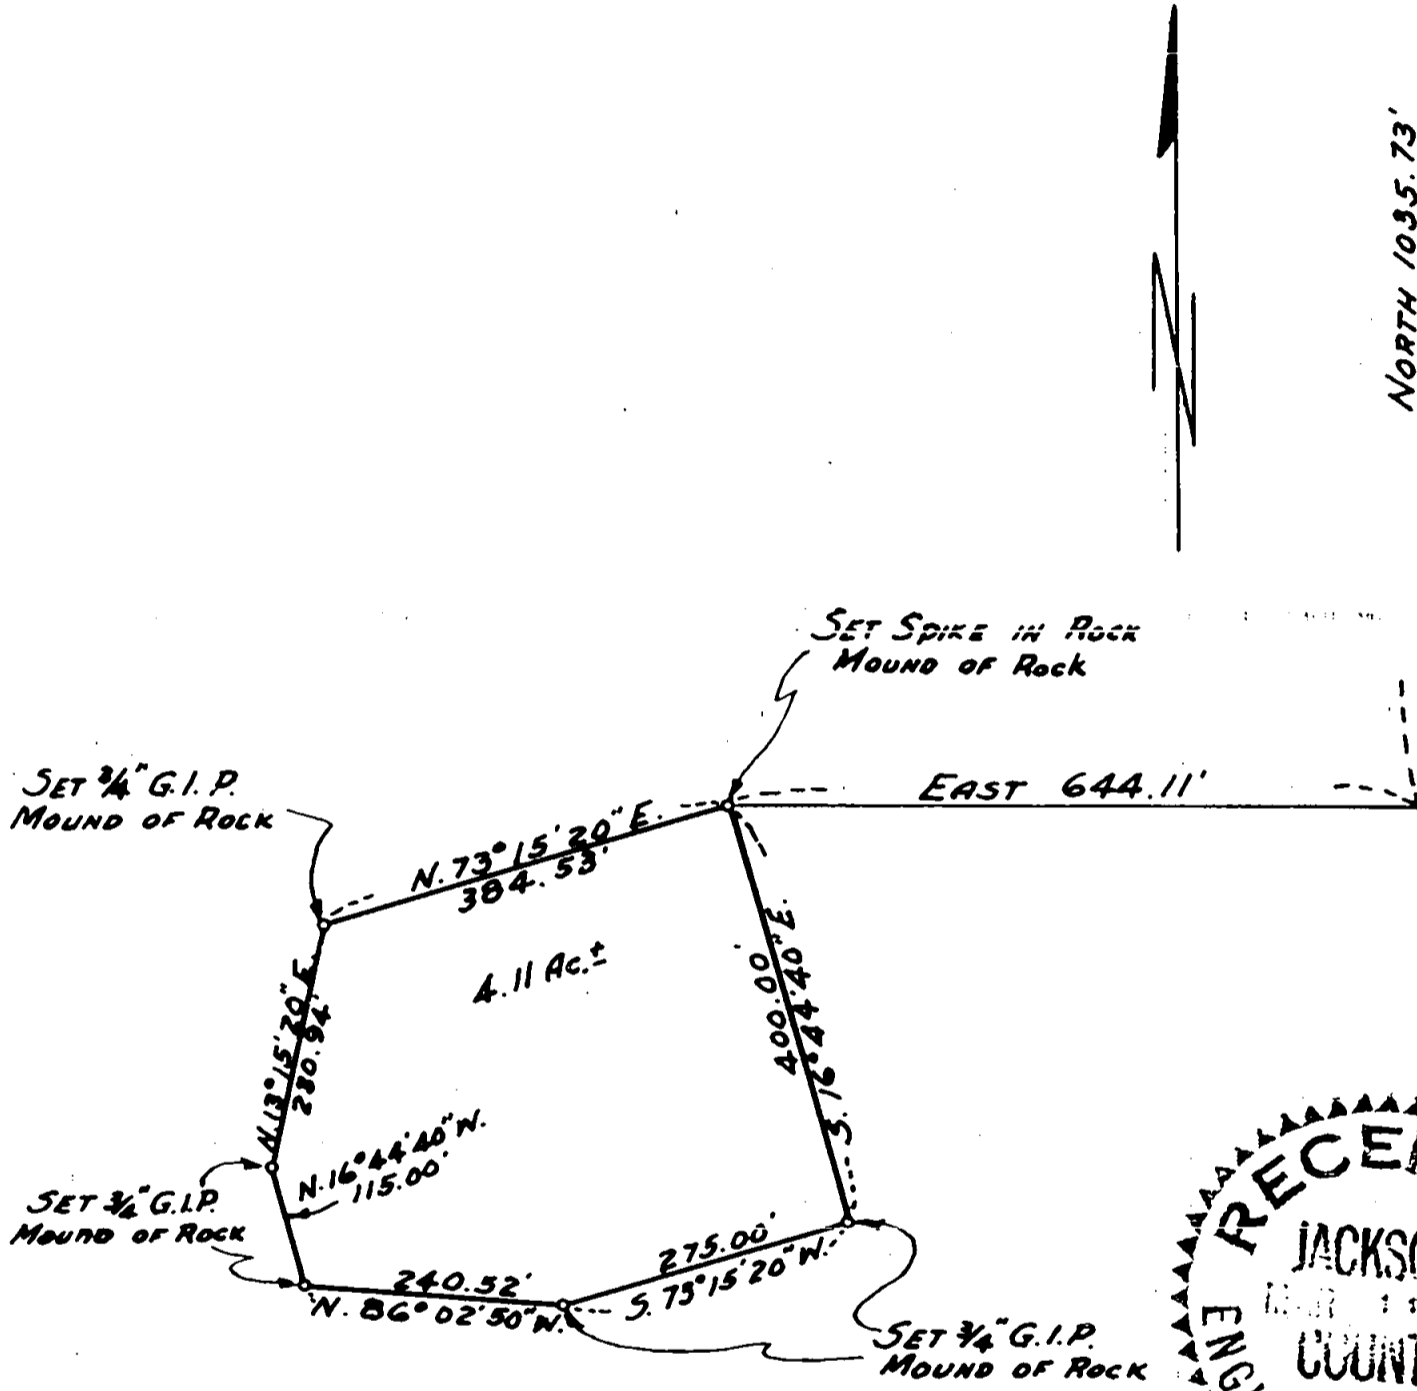 NORTH 1035.73'
N
SET SPIKE IN ROCK
MOUND OF ROCK
SET 3/4" G.I.P.
MOUND OF ROCK
EAST 644.11'
N. 73° 15' 20" E.
384.53'
4.11 AC.±
400.00'
S. 16° 44' 40" E.
N. 13° 15' 20" E.
280.94'
N. 16° 44' 40" W.
115.00'
SET 3/4" G.I.P.
MOUND OF ROCK
275.00'
S. 73° 15' 20" W.
240.52'
N. 86° 02' 50" W.
SET 3/4" G.I.P.
MOUND OF ROCK
RECE
JACKSO
COUN
ENG